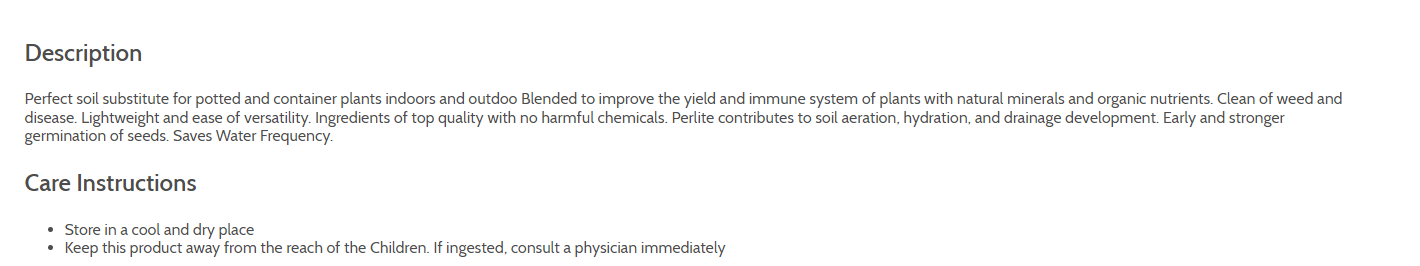 Description
Perfect soil substitute for potted and container plants indoors and outdoo Blended to improve the yield and immune system of plants with natural minerals and organic nutrients. Clean of weed and
disease. Lightweight and ease of versatility. Ingredients of top quality with no harmful chemicals. Perlite contributes to soil aeration, hydration, and drainage development. Early and stronger
germination of seeds. Saves Water Frequency.
Care Instructions
• Store in a cool and dry place
• Keep this product away from the reach of the Children. If ingested, consult a physician immediately